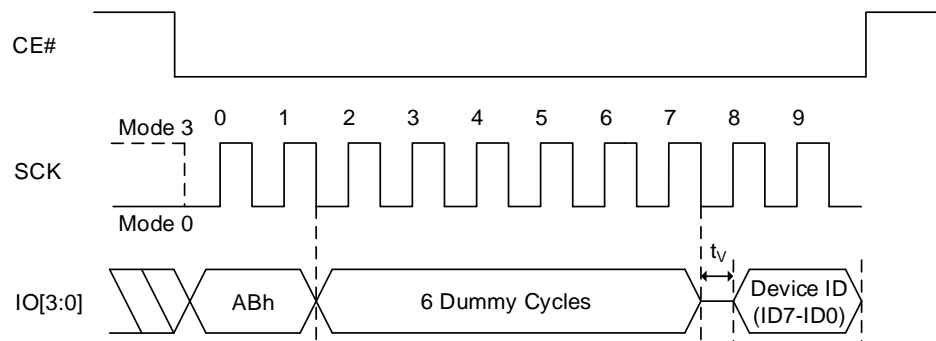 CE#
0 1 2 3 4 5 6 7 8 9
Mode 3
SCK
Mode 0
tV
IO[3:0]
ABh
6 Dummy Cycles
Device ID
(ID7-ID0)